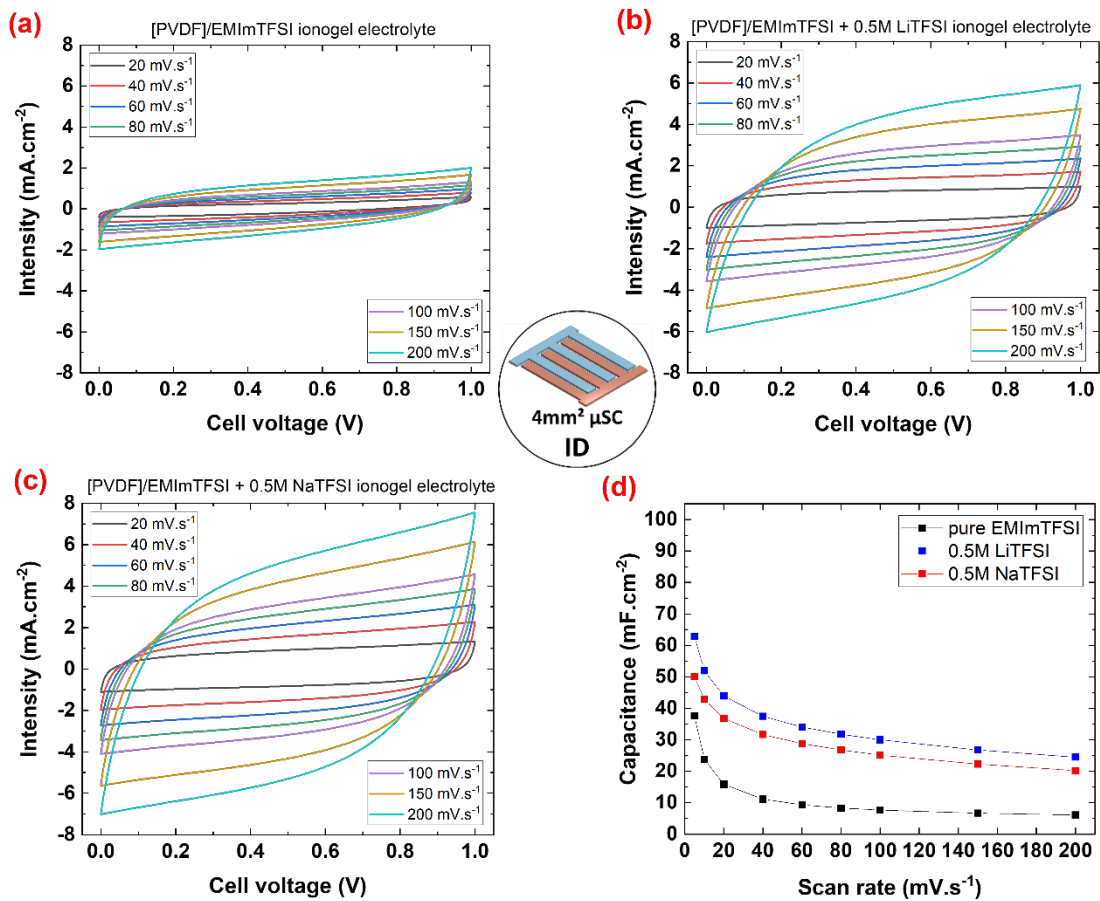 (a)
[PVDF]/EMImTFSI ionogel electrolyte
8
6
4
2
0
-2
-4
-6
-8
Intensity (mA.cm⁻²)
20 mV.s⁻¹
40 mV.s⁻¹
60 mV.s⁻¹
80 mV.s⁻¹
100 mV.s⁻¹
150 mV.s⁻¹
200 mV.s⁻¹
0.0 0.2 0.4 0.6 0.8 1.0
Cell voltage (V)
(b)
[PVDF]/EMImTFSI + 0.5M LiTFSI ionogel electrolyte
8
6
4
2
0
-2
-4
-6
-8
Intensity (mA.cm⁻²)
20 mV.s⁻¹
40 mV.s⁻¹
60 mV.s⁻¹
80 mV.s⁻¹
100 mV.s⁻¹
150 mV.s⁻¹
200 mV.s⁻¹
0.0 0.2 0.4 0.6 0.8 1.0
Cell voltage (V)
4mm² µSC
ID
(c)
[PVDF]/EMImTFSI + 0.5M NaTFSI ionogel electrolyte
8
6
4
2
0
-2
-4
-6
-8
Intensity (mA.cm⁻²)
20 mV.s⁻¹
40 mV.s⁻¹
60 mV.s⁻¹
80 mV.s⁻¹
100 mV.s⁻¹
150 mV.s⁻¹
200 mV.s⁻¹
0.0 0.2 0.4 0.6 0.8 1.0
Cell voltage (V)
(d)
100
90
80
70
60
50
40
30
20
10
0
Capacitance (mF.cm⁻²)
pure EMImTFSI
0.5M LiTFSI
0.5M NaTFSI
0 20 40 60 80 100 120 140 160 180 200
Scan rate (mV.s⁻¹)